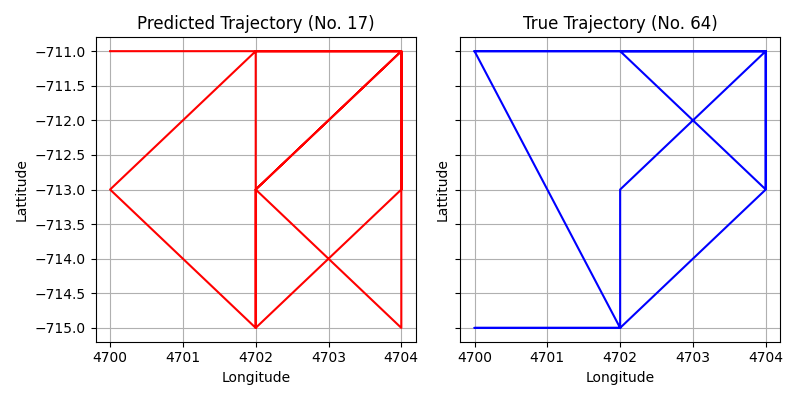 Predicted Trajectory (No. 17)
True Trajectory (No. 64)
Lattitude
−711.0
−711.5
−712.0
−712.5
−713.0
−713.5
−714.0
−714.5
−715.0
4700 4701 4702 4703 4704
Longitude
Lattitude
4700 4701 4702 4703 4704
Longitude